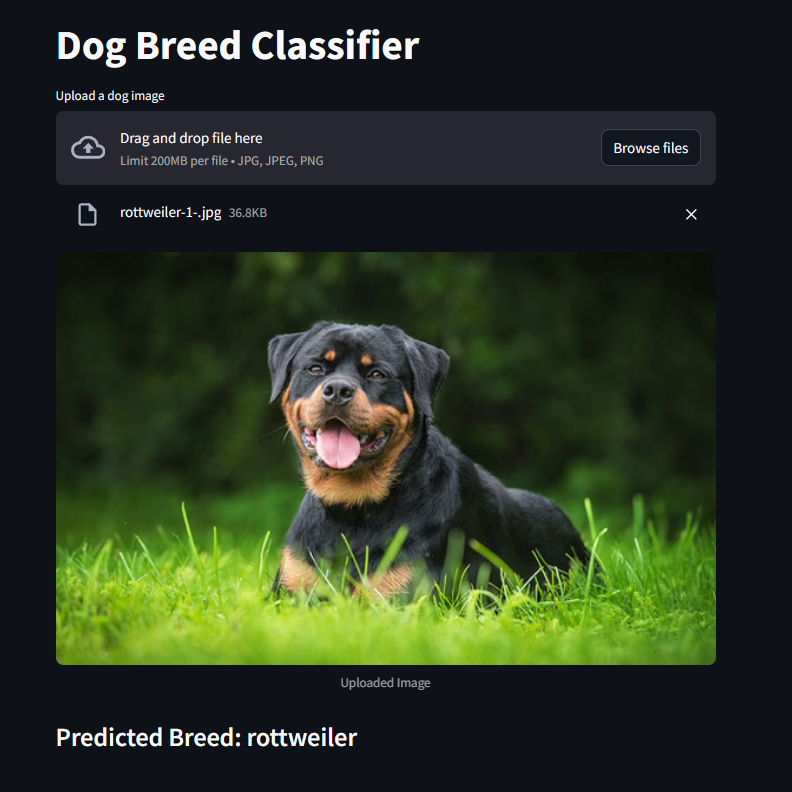 Dog Breed Classifier
Upload a dog image
Drag and drop file here
Limit 200MB per file • JPG, JPEG, PNG
Browse files
rottweiler-1-.jpg 36.8KB
Uploaded Image
Predicted Breed: rottweiler